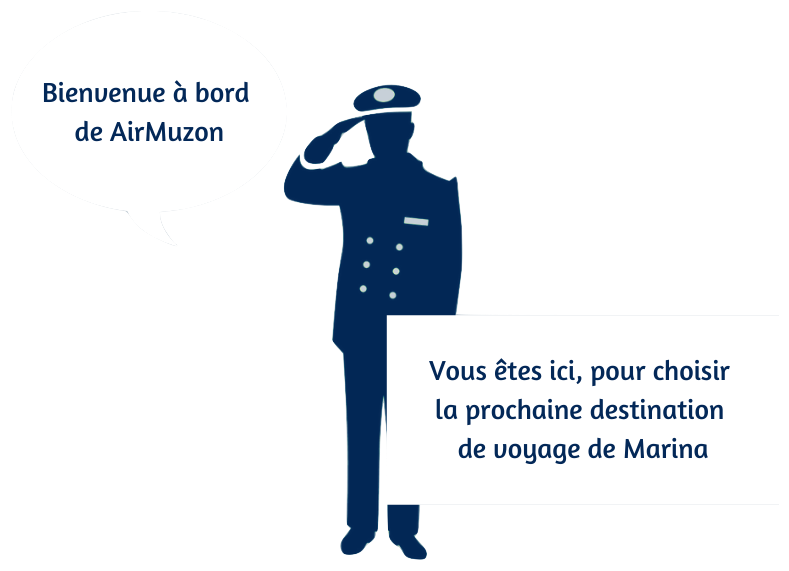 Bienvenue à bord
de AirMuzon
Vous êtes ici, pour choisir
la prochaine destination
de voyage de Marina